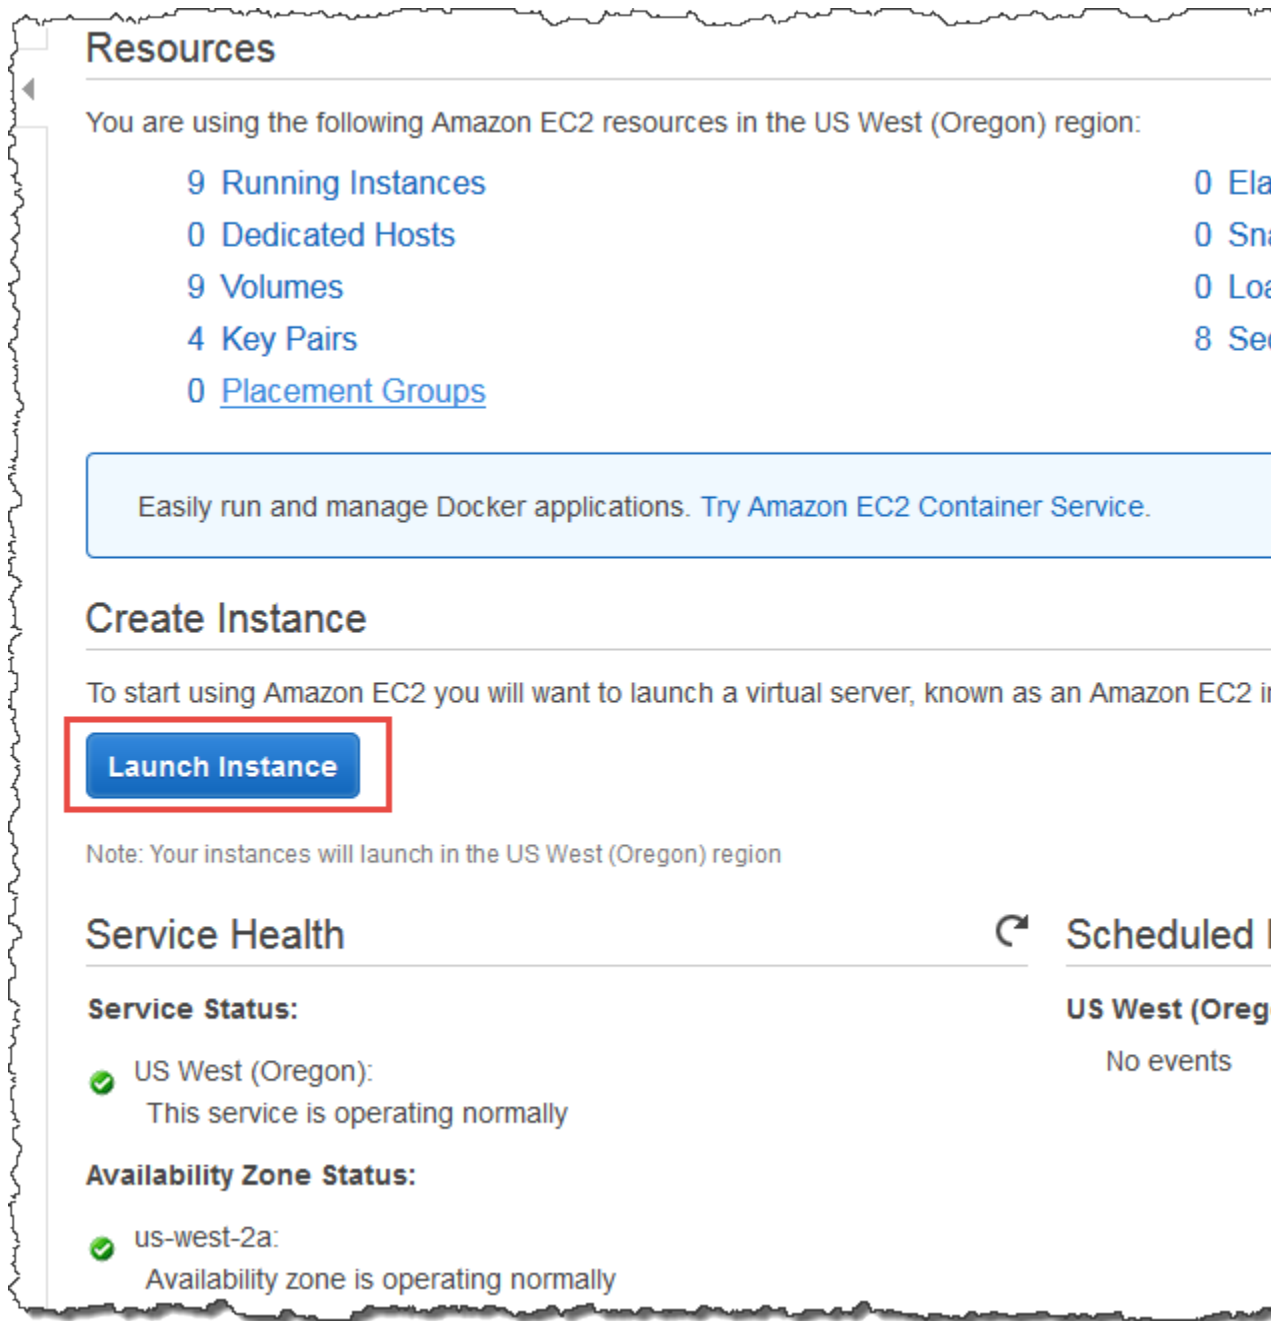 Resources
You are using the following Amazon EC2 resources in the US West (Oregon) region:
9 Running Instances
0 Dedicated Hosts
9 Volumes
4 Key Pairs
0 Placement Groups
0
0
0
8
Easily run and manage Docker applications. Try Amazon EC2 Container Service.
Create Instance
To start using Amazon EC2 you will want to launch a virtual server, known as an Amazon EC2
Launch Instance
Note: Your instances will launch in the US West (Oregon) region
Service Health
Service Status:
US West (Oregon):
This service is operating normally
Availability Zone Status:
us-west-2a:
Availability zone is operating normally
Scheduled
US West
No events